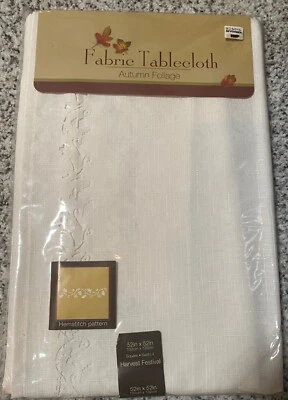 Fabric Tablecloth
Autumn Foliage
Hemstitch pattern
52in x 52in
Harvest Festival
52in x 52in